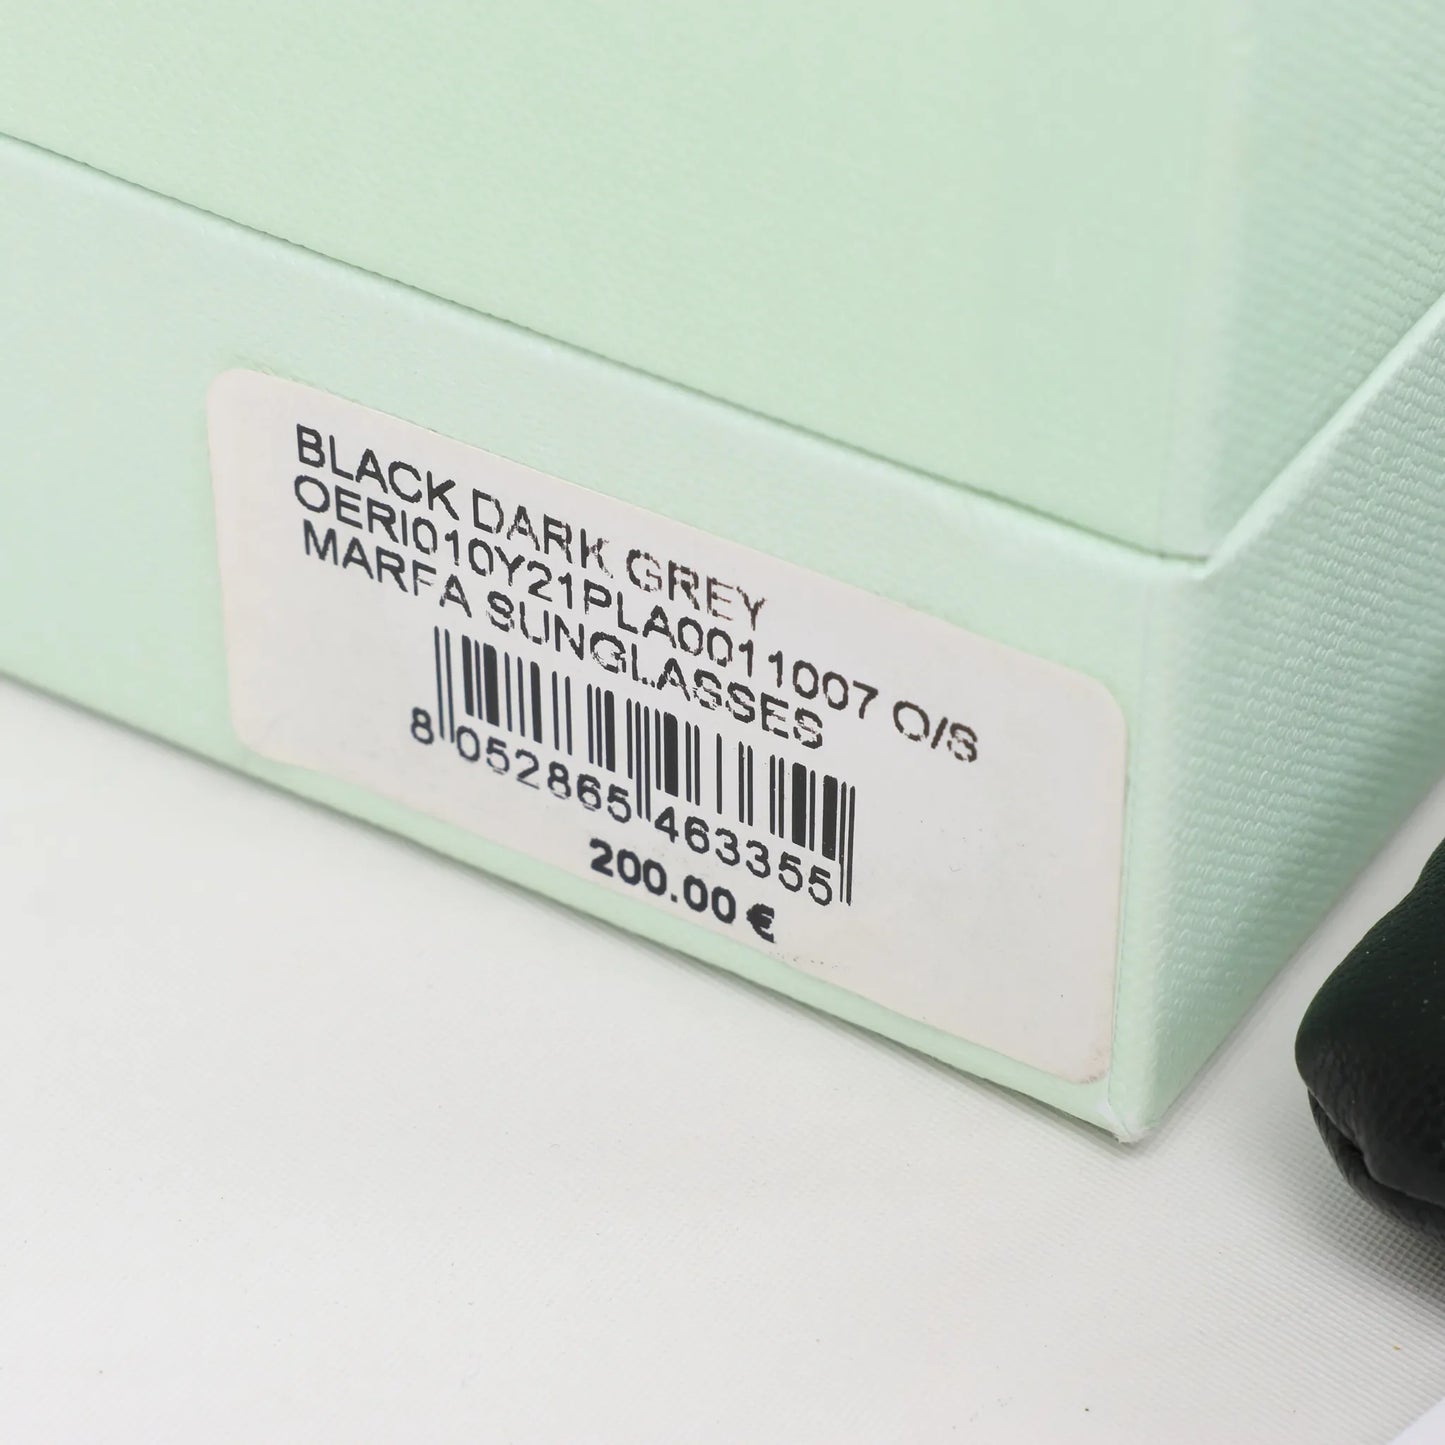 BLACK DARK GREY
OERI010Y21PLA0011007 O/S
MARFA SUNGLASSES
8 052865 463355
200.00 €